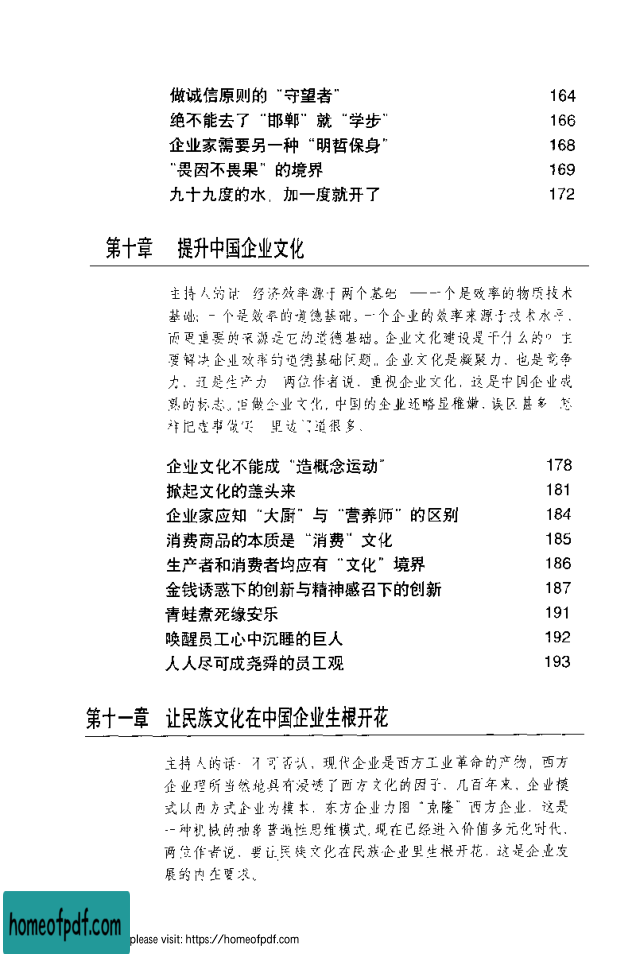 做诚信原则的“守望者” 164
绝不能去了“邯郸”就“学步” 166
企业家需要另一种“明哲保身” 168
“畏因不畏果”的境界 169
九十九度的水，加一度就开了 172
第十章 提升中国企业文化
主持人的话 经济效率源于两个基础 ——一个是效率的物质技术
基础；一个是效率的道德基础。一个企业的效率来源于技术水平，
而更重要的来源是它的道德基础。企业文化建设是干什么的？主
要解决企业效率的道德基础问题。企业文化是凝聚力，也是竞争
力，还是生产力 两位作者说，重视企业文化，这是中国企业成
熟的标志。但做企业文化，中国的企业还略显稚嫩，误区甚多 怎
样把虚事做实 里边门道很多。
企业文化不能成“造概念运动” 178
掀起文化的盖头来 181
企业家应知“大厨”与“营养师”的区别 184
消费商品的本质是“消费”文化 185
生产者和消费者均应有“文化”境界 186
金钱诱惑下的创新与精神感召下的创新 187
青蛙煮死缘安乐 191
唤醒员工心中沉睡的巨人 192
人人尽可成尧舜的员工观 193
第十一章 让民族文化在中国企业生根开花
主持人的话 不可否认，现代企业是西方工业革命的产物，西方
企业理所当然地具有浸透了西方文化的因子，几百年来，企业模
式以西方式企业为模本，东方企业力图“克隆”西方企业，这是
一种机械的抽象普遍性思维模式。现在已经进入价值多元化时代，
两位作者说，要让民族文化在民族企业里生根开花，这是企业发
展的内在要求。
homeofpdf.com
please visit: https://homeofpdf.com